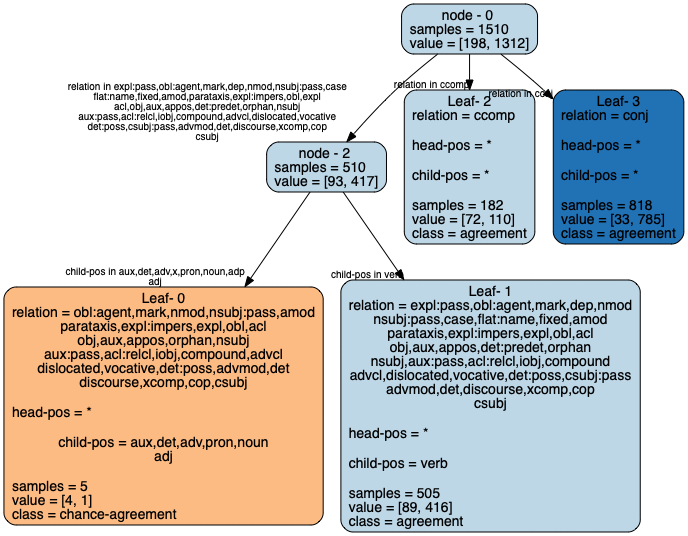 node - 0
samples = 1510
value = [198, 1312]
relation in expl:pass,obl:agent,mark,dep,nmod,nsubj:pass,case
flat:name,fixed,amod,parataxis,expl:impers,obl,expl
acl,obj,aux,appos,det:predet,orphan,nsubj
aux:pass,acl:relcl,iobj,compound,advcl,dislocated,vocative
det:poss,csubj:pass,advmod,det,discourse,xcomp,cop
csubj
relation in ccomp
relation in conj
Leaf- 2
relation = ccomp
head-pos = *
child-pos = *
samples = 182
value = [72, 110]
class = agreement
Leaf- 3
relation = conj
head-pos = *
child-pos = *
samples = 818
value = [33, 785]
class = agreement
node - 2
samples = 510
value = [93, 417]
child-pos in aux,det,adv,x,pron,noun,adp
adj
child-pos in verb
Leaf- 0
relation = obl:agent,mark,nmod,nsubj:pass,amod
parataxis,expl:impers,expl,obl,acl
obj,aux,appos,orphan,nsubj
aux:pass,acl:relcl,iobj,compound,advcl
dislocated,vocative,det:poss,advmod,det
discourse,xcomp,cop,csubj
head-pos = *
child-pos = aux,det,adv,pron,noun
adj
samples = 5
value = [4, 1]
class = chance-agreement
Leaf- 1
relation = expl:pass,obl:agent,mark,dep,nmod
nsubj:pass,case,flat:name,fixed,amod
parataxis,expl:impers,expl,obl,acl
obj,aux,appos,det:predet,orphan
nsubj,aux:pass,acl:relcl,iobj,compound
advcl,dislocated,vocative,det:poss,csubj:pass
advmod,det,discourse,xcomp,cop
csubj
head-pos = *
child-pos = verb
samples = 505
value = [89, 416]
class = agreement